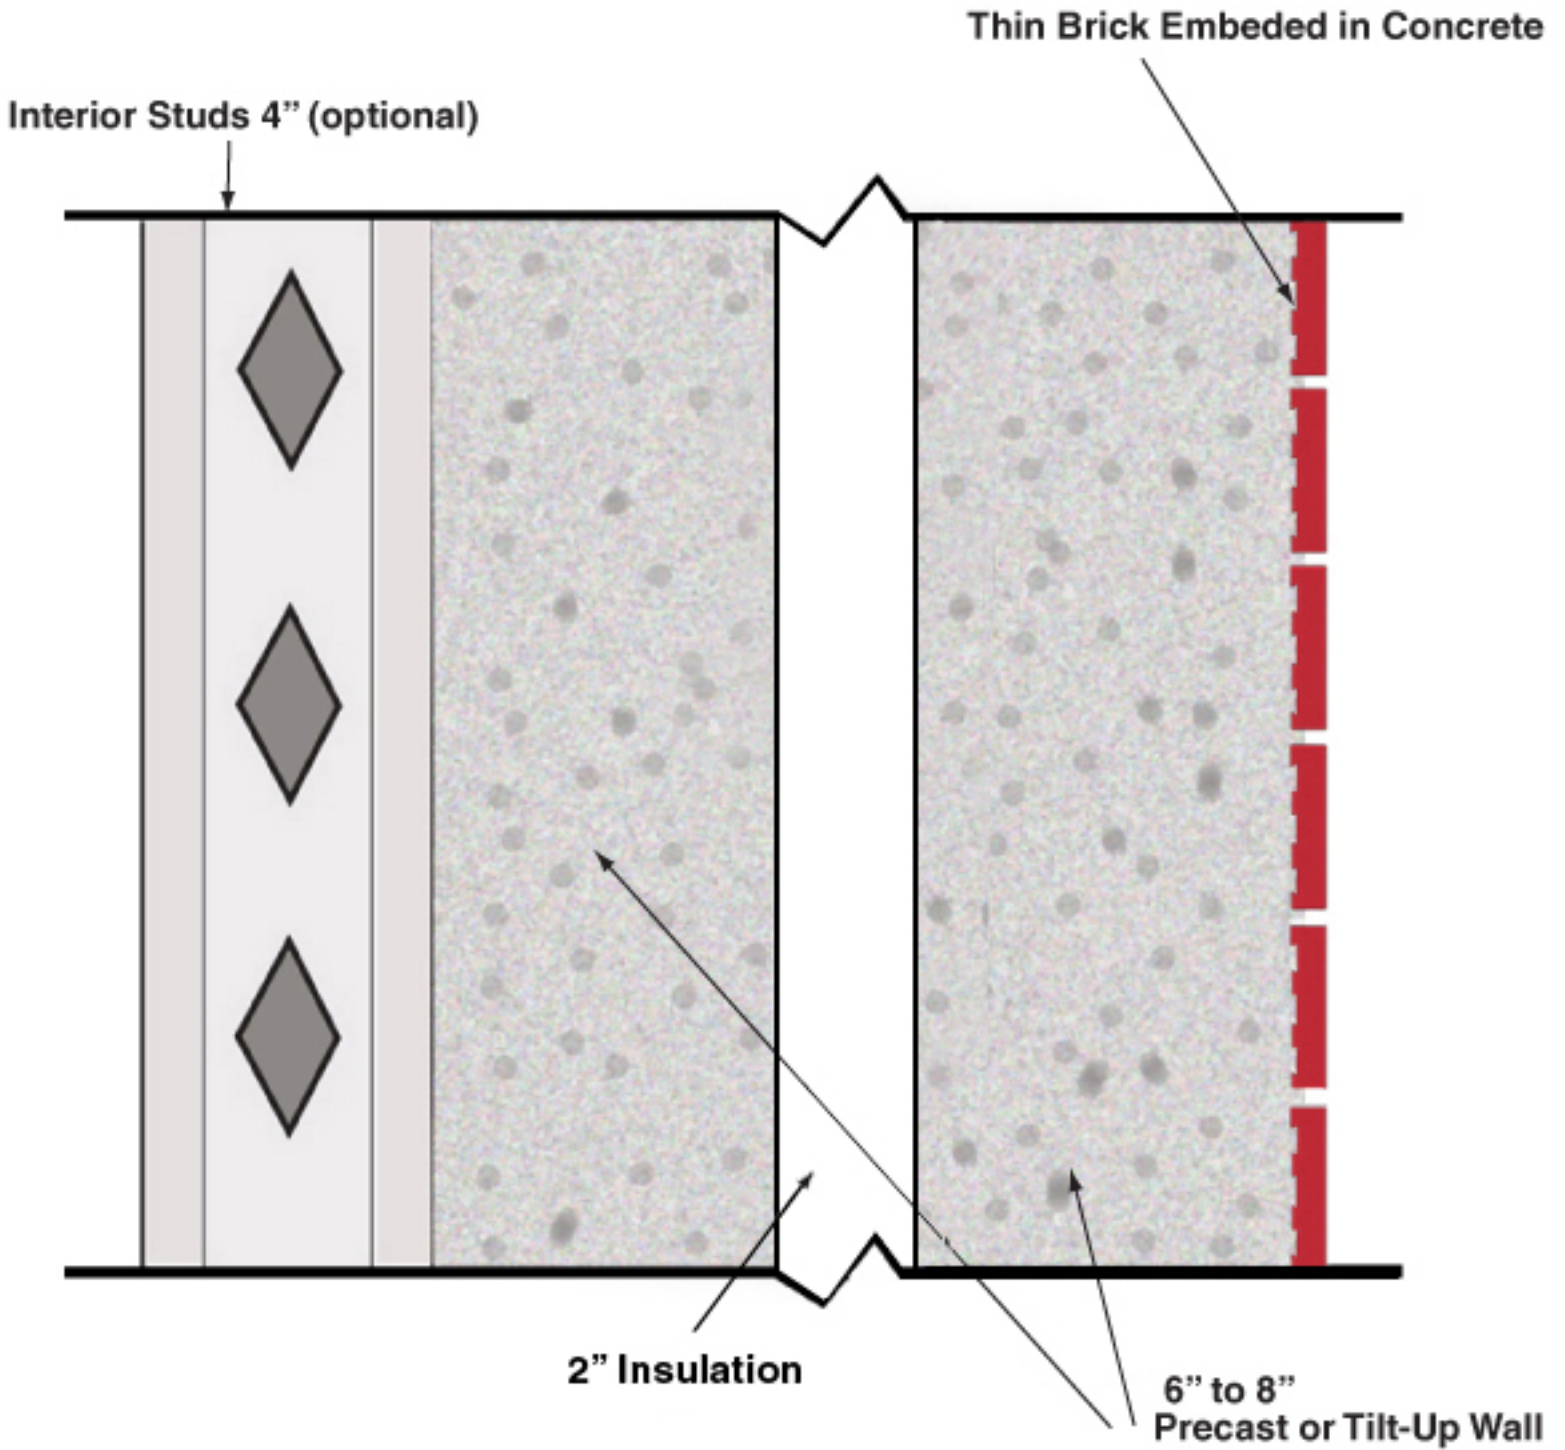 Thin Brick Embeded in Concrete
Interior Studs 4” (optional)
2” Insulation
6” to 8”
Precast or Tilt-Up Wall